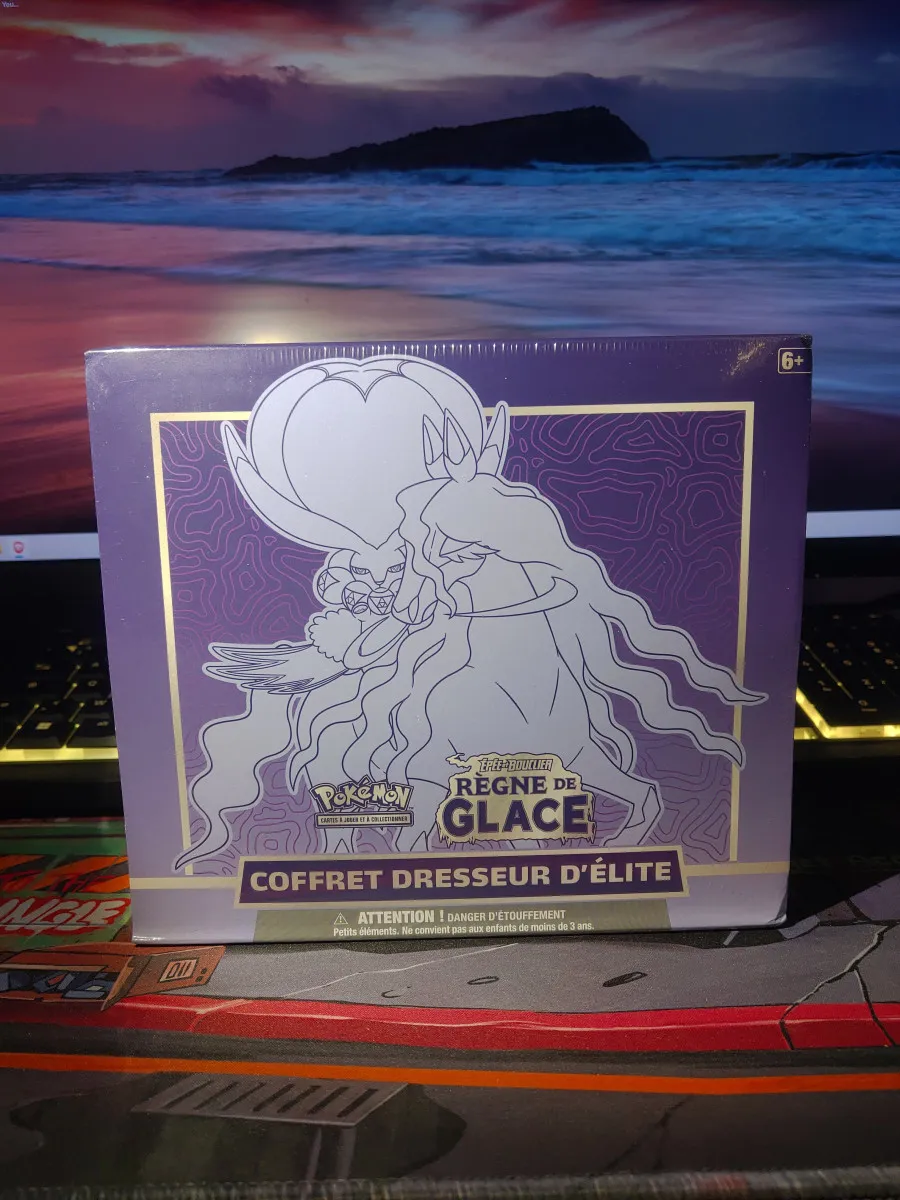 You...
6+
ÉPÉE ET BOUCLIER
RÈGNE DE
GLACE
POKéMON
CARTES À JOUER ET À COLLECTIONNER
COFFRET DRESSEUR D'ÉLITE
ATTENTION ! DANGER D'ÉTOUFFEMENT
Petits éléments. Ne convient pas aux enfants de moins de 3 ans.